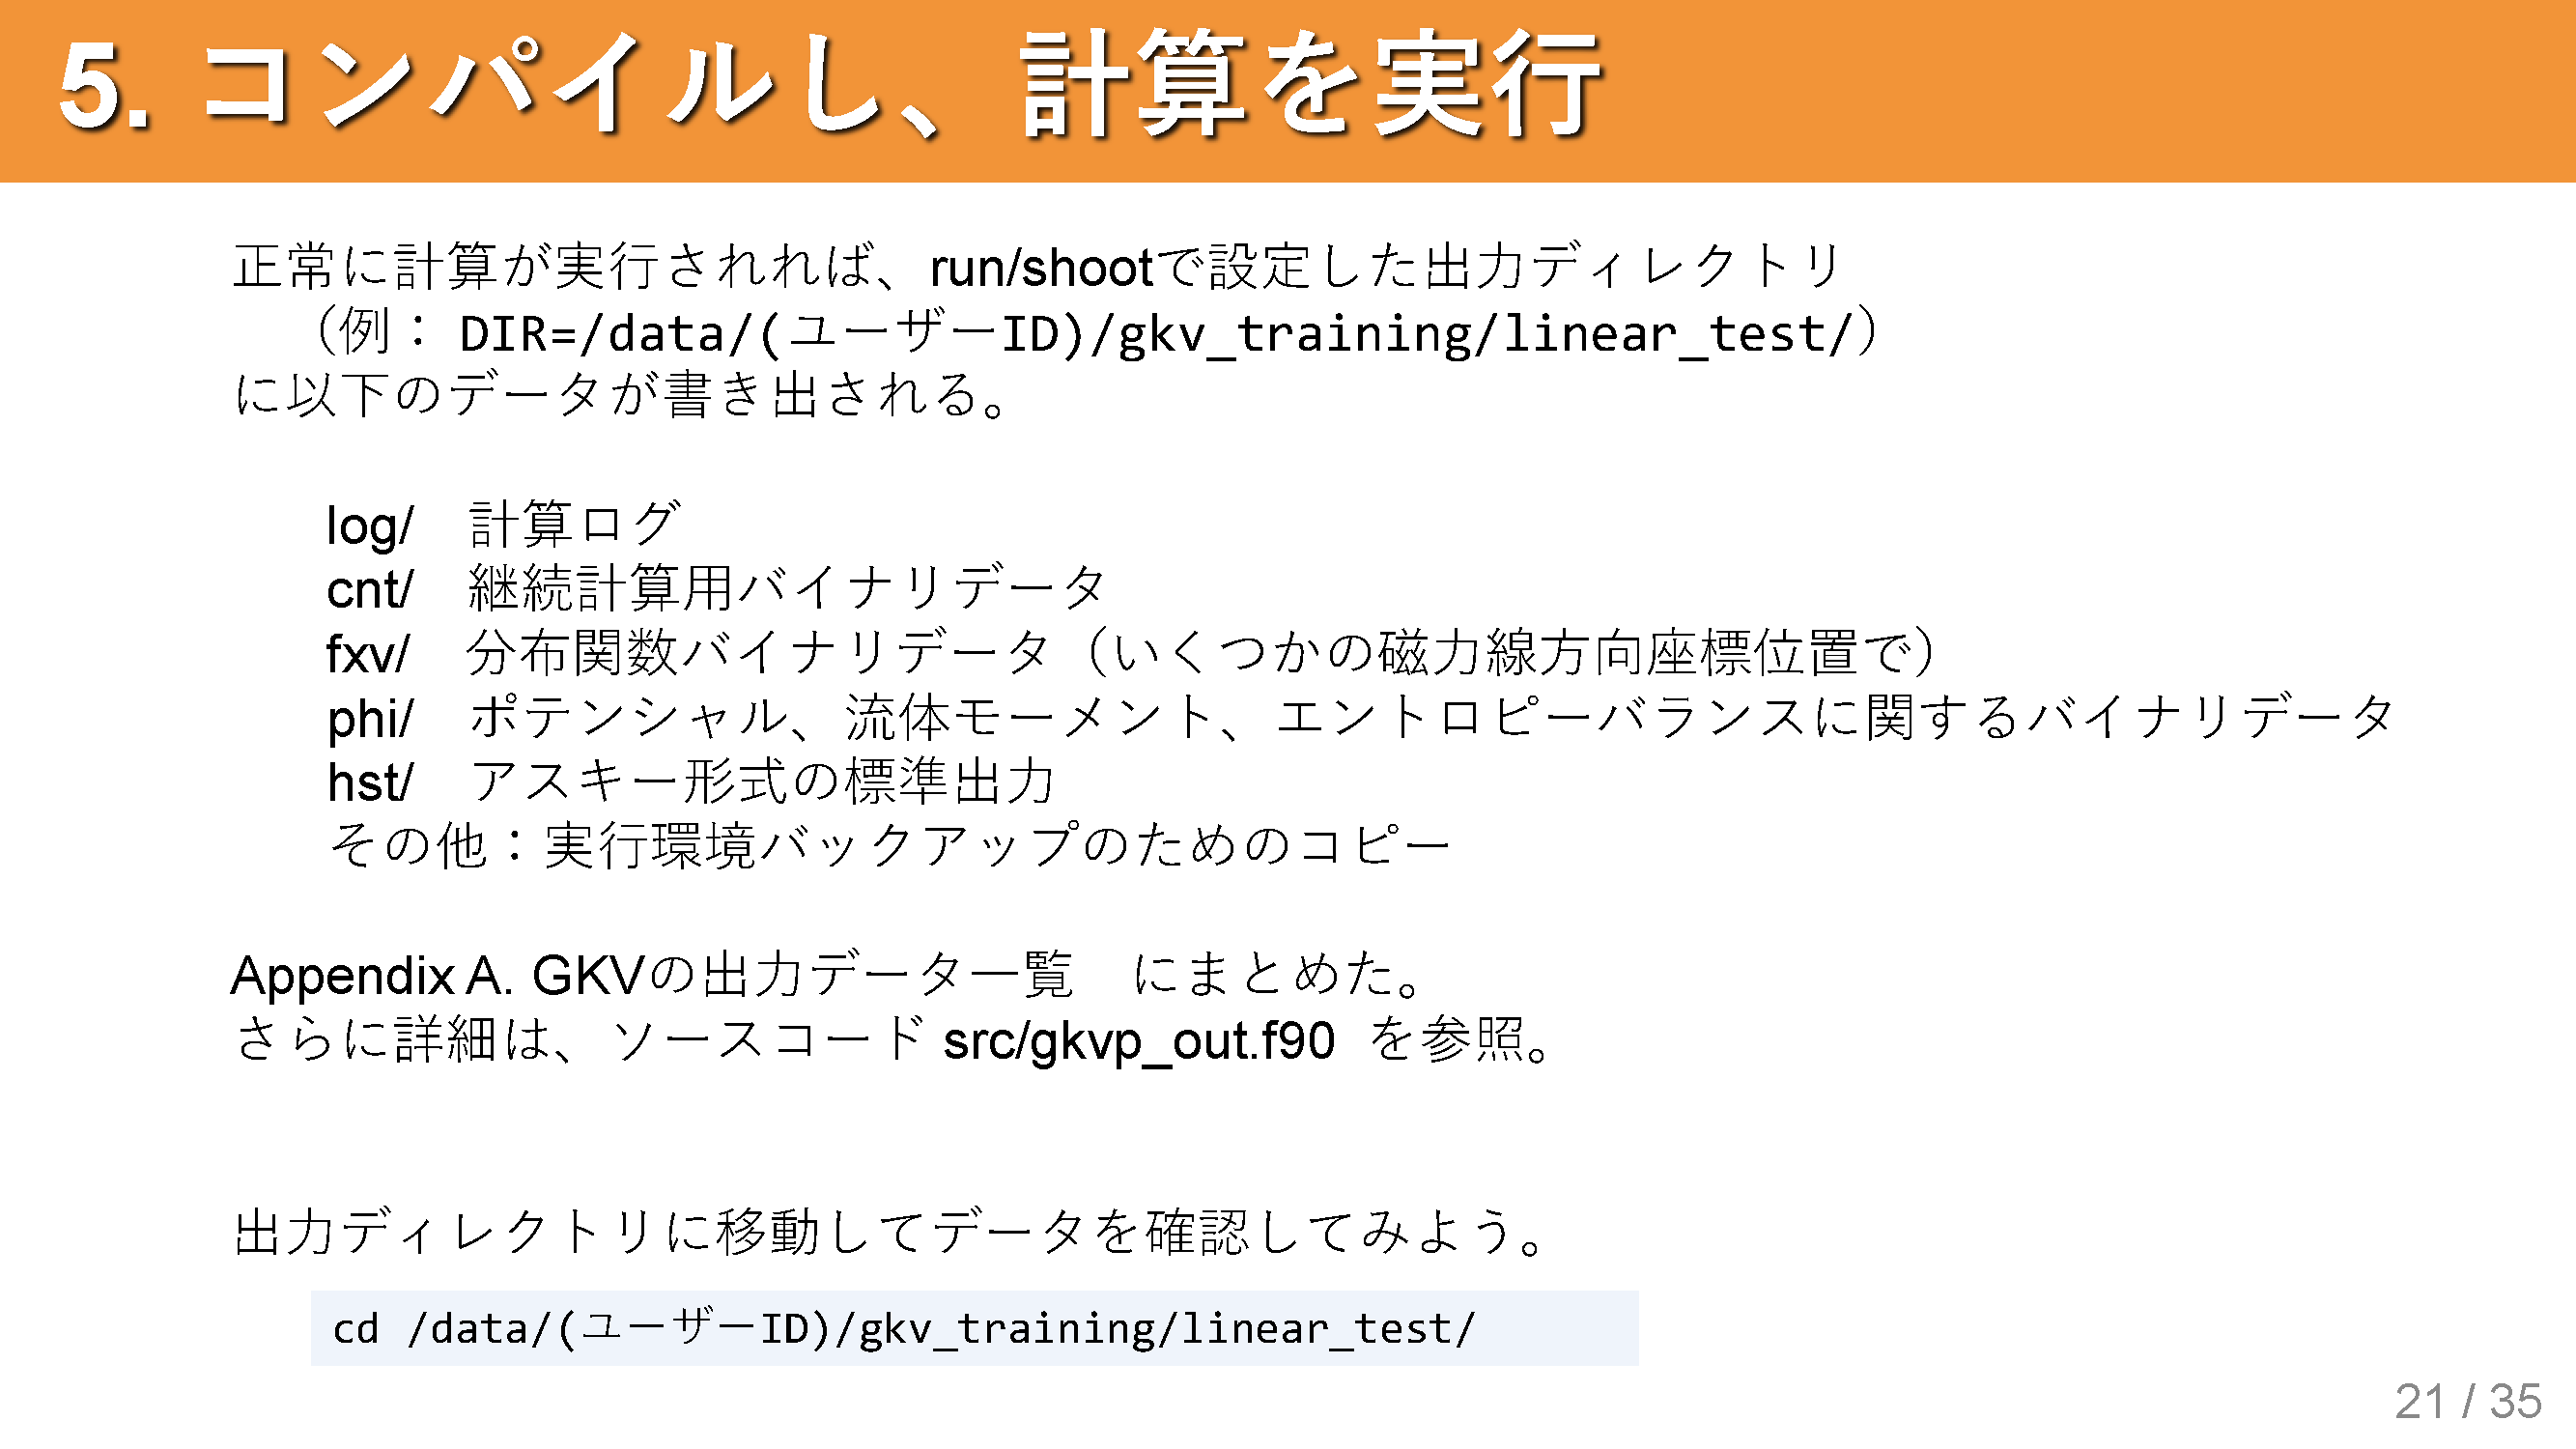 5. コンパイルし、計算を実行
正常に計算が実行されれば、run/shootで設定した出力ディレクトリ
（例： DIR=/data/(ユーザーID)/gkv_training/linear_test/）
に以下のデータが書き出される。
log/　計算ログ
cnt/　継続計算用バイナリデータ
fxv/　分布関数バイナリデータ（いくつかの磁力線方向座標位置で）
phi/　ポテンシャル、流体モーメント、エントロピーバランスに関するバイナリデータ
hst/　アスキー形式の標準出力
その他：実行環境バックアップのためのコピー
Appendix A. GKVの出力データ一覧　にまとめた。
さらに詳細は、ソースコード src/gkvp_out.f90 を参照。
出力ディレクトリに移動してデータを確認してみよう。
cd /data/(ユーザーID)/gkv_training/linear_test/
21 / 35